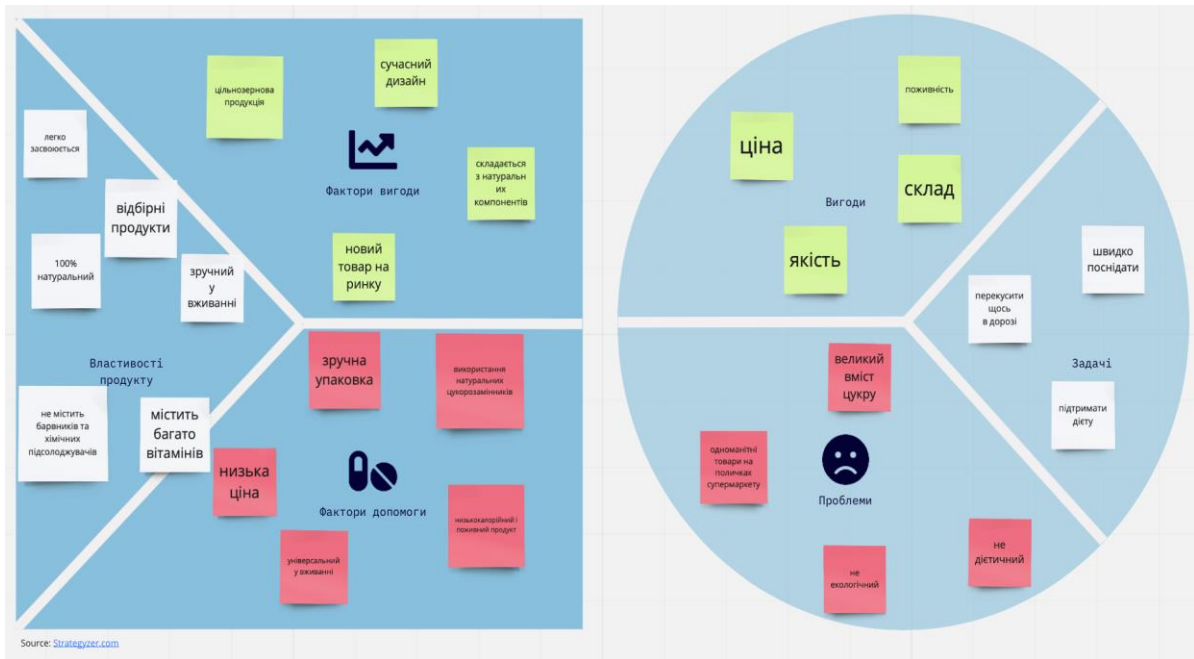 цільнозернова
продукція
сучасний
дизайн
Фактори вигоди
складається
з натуральн
их
компонентів
новий
товар на
ринку
легко
засвоюється
відбірні
продукти
100%
натуральний
зручний
у
вживанні
Властивості
продукту
не містить
барвників та
хімічних
підсолоджувачів
містить
багато
вітамінів
зручна
упаковка
використання
натуральних
цукрозамінників
низька
ціна
Фактори допомоги
низькокалорійний і
поживний продукт
універсальний
у вживанні
Source: Strategyzer.com
поживність
ціна
склад
Вигоди
якість
швидко
поснідати
перекусити
щось
в дорозі
Задачі
підтримати
дієту
великий
вміст
цукру
одноманітні
товари на
поличках
супермаркету
Проблеми
не
дієтичний
не
екологічний